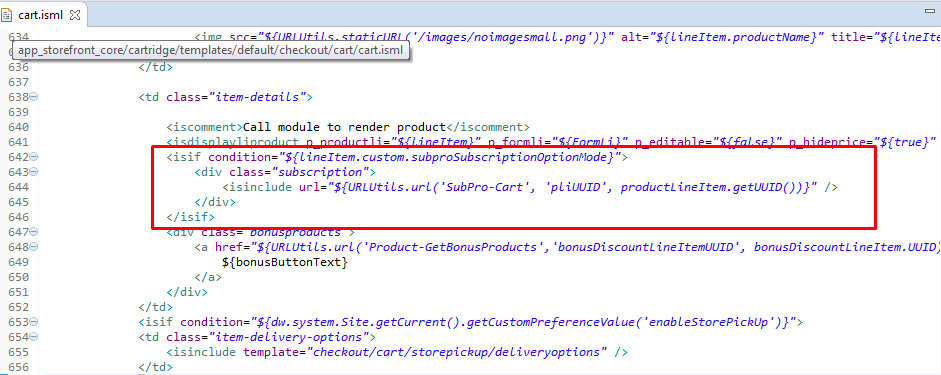 cart.isml
634 <img src="${URLUtils.staticURL('/images/noimagesmall.png')}" alt="${lineItem.productName}" title="${lineIte
app_storefront_core/cartridge/templates/default/checkout/cart/cart.isml
636 </td>
637
638 <td class="item-details">
639
640 <iscomment>Call module to render product</iscomment>
641 <isdisplayliproduct p_productli="${lineItem}" p_formli="${FormLi}" p_editable="${false}" p_hideprice="${true}"
642 <isif condition="${lineItem.custom.subproSubscriptionOptionMode}">
643 <div class="subscription">
644 <isinclude url="${URLUtils.url('SubPro-Cart', 'pliUUID', productLineItem.getUUID())}" />
645 </div>
646 </isif>
647 <div class="bonusproducts">
648 <a href="${URLUtils.url('Product-GetBonusProducts','bonusDiscountLineItemUUID', bonusDiscountLineItem.UUID)
649 ${bonusButtonText}
650 </a>
651 </div>
652 </td>
653 <isif condition="${dw.system.Site.getCurrent().getCustomPreferenceValue('enableStorePickUp')}">
654 <td class="item-delivery-options">
655 <isinclude template="checkout/cart/storepickup/deliveryoptions" />
656 </td>